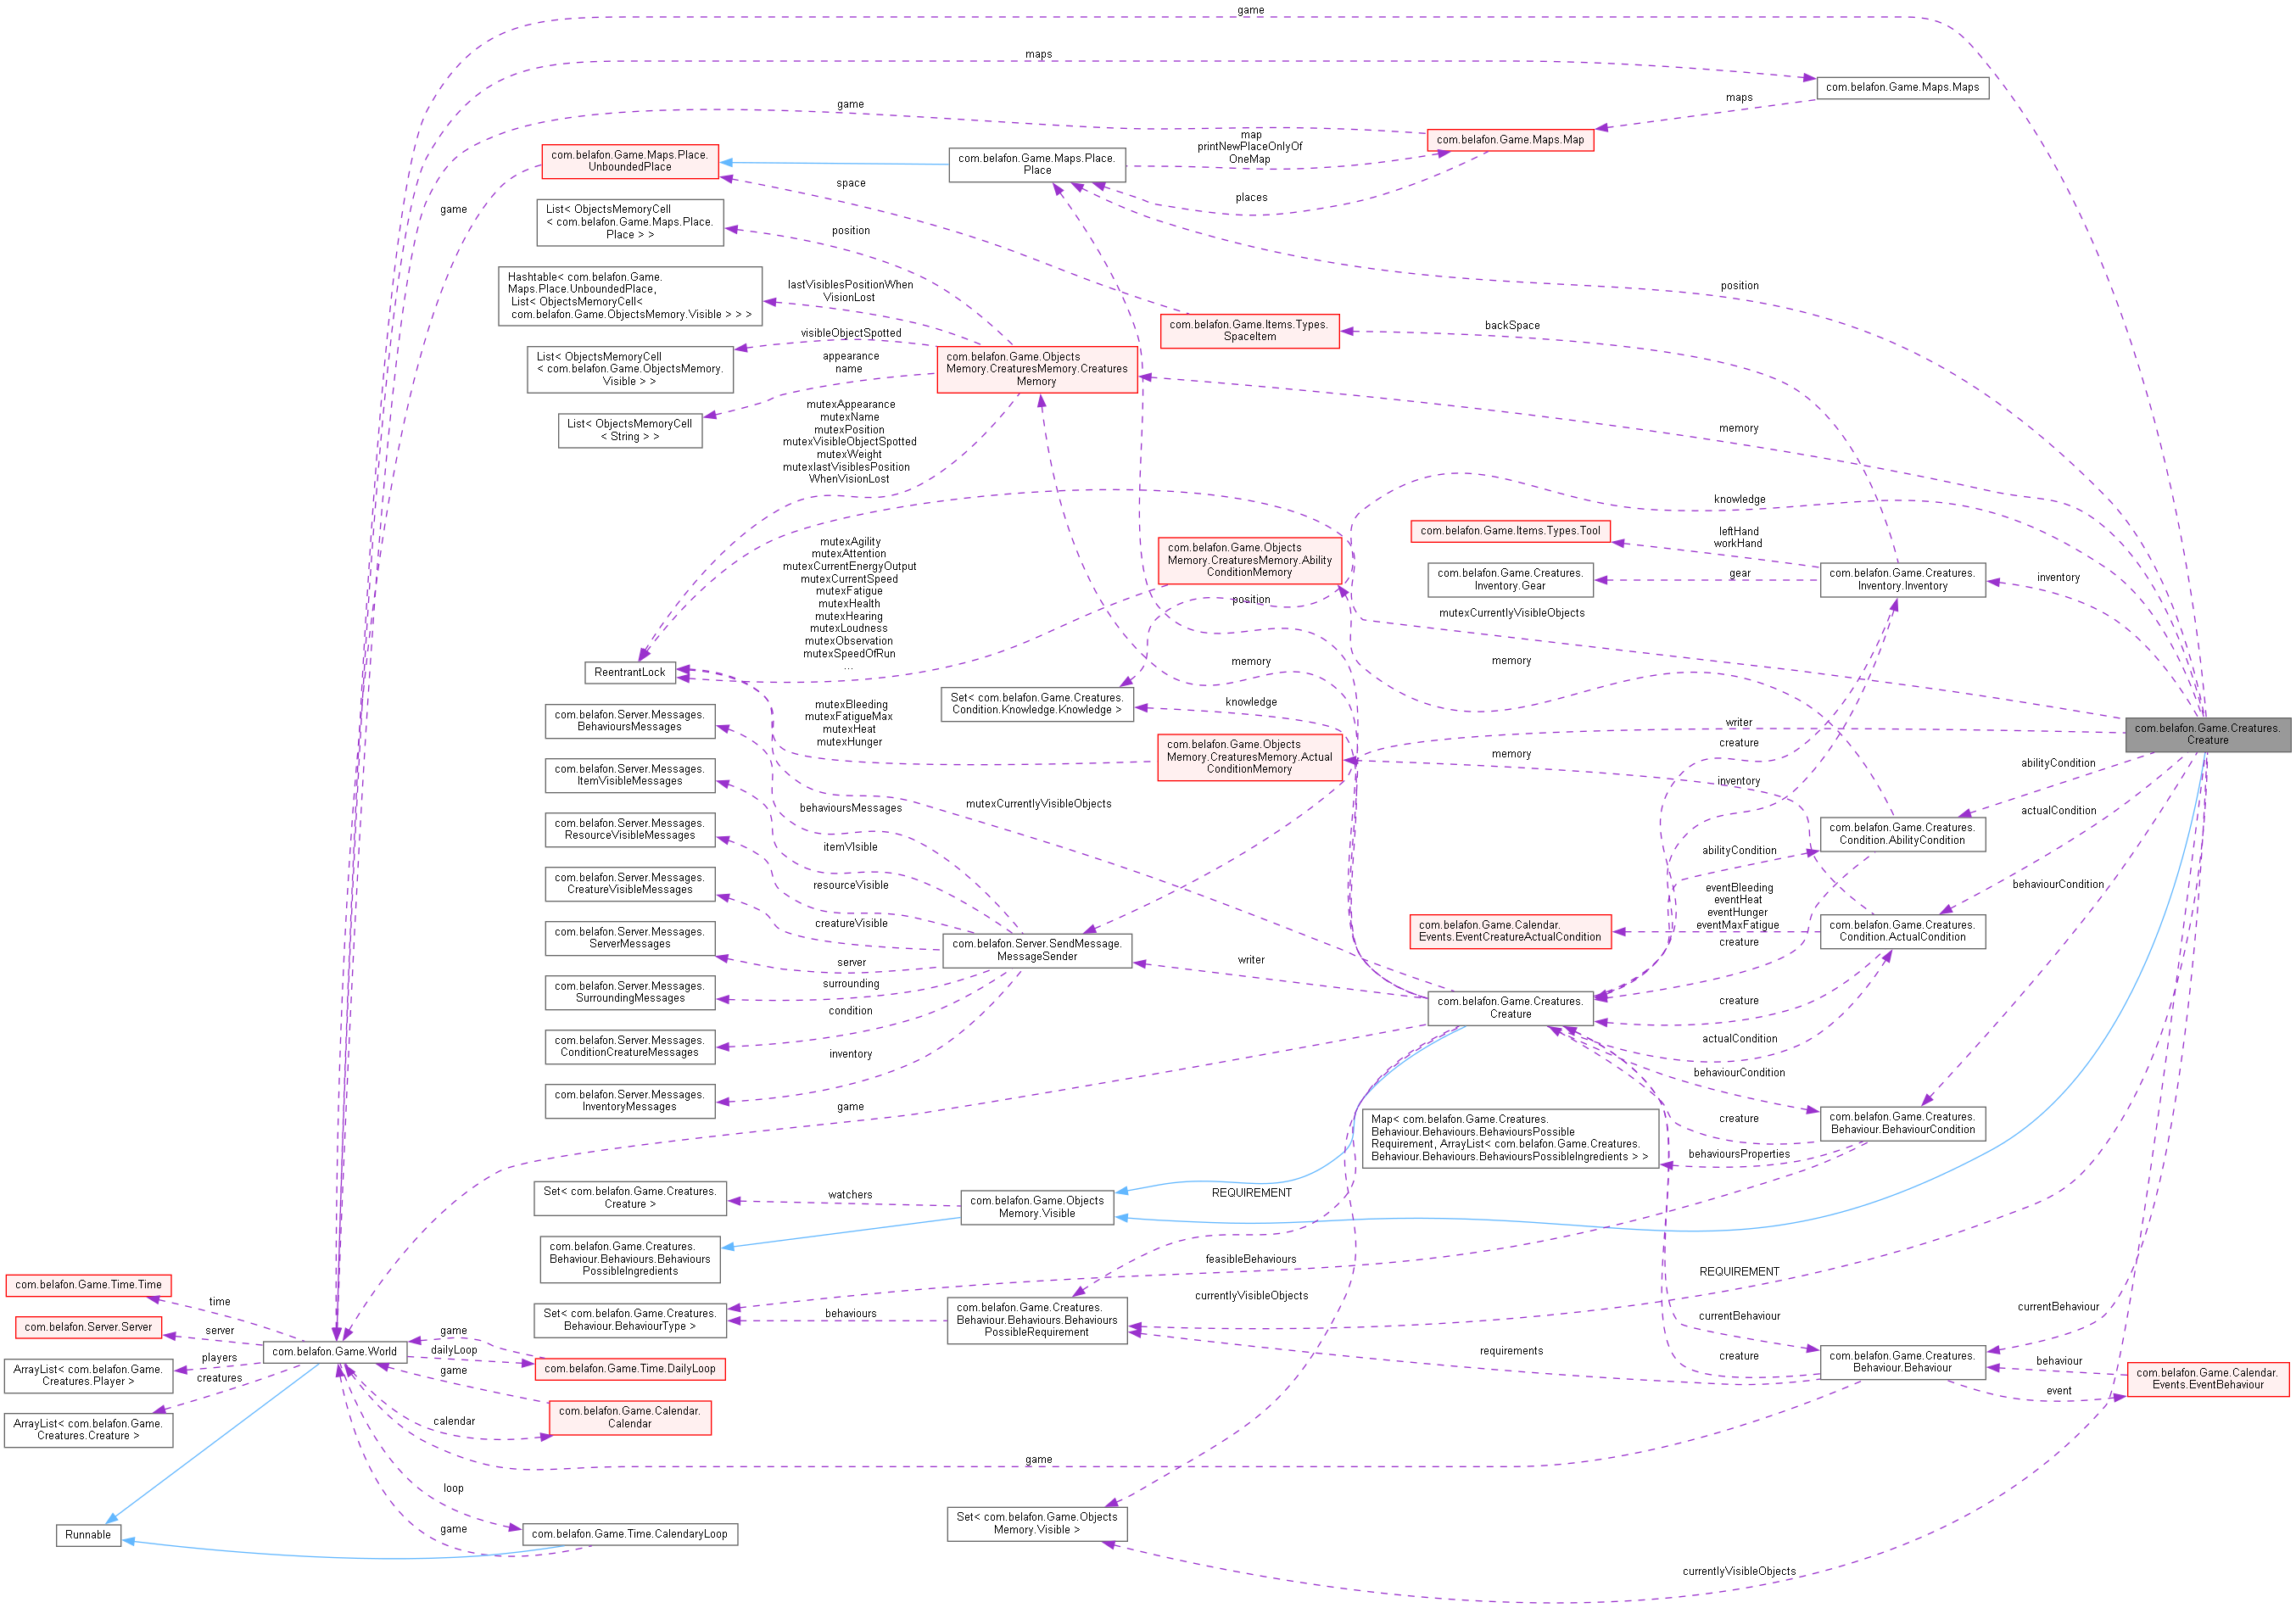 game
maps
com.belafon.Game.Maps.Maps
maps
game
com.belafon.Game.Maps.Map
map
printNewPlaceOnlyOf
OneMap
com.belafon.Game.Maps.Place.
UnboundedPlace
com.belafon.Game.Maps.Place.
Place
space
places
game
List< ObjectsMemoryCell
< com.belafon.Game.Maps.Place.
Place > >
position
Hashtable< com.belafon.Game.
Maps.Place.UnboundedPlace,
List< ObjectsMemoryCell<
com.belafon.Game.ObjectsMemory.Visible > > >
lastVisiblesPositionWhen
VisionLost
position
com.belafon.Game.Items.Types.
SpaceItem
backSpace
visibleObjectSpotted
List< ObjectsMemoryCell
< com.belafon.Game.ObjectsMemory.
Visible > >
com.belafon.Game.Objects
Memory.CreaturesMemory.Creatures
Memory
appearance
name
List< ObjectsMemoryCell
< String > >
memory
mutexAppearance
mutexName
mutexPosition
mutexVisibleObjectSpotted
mutexWeight
mutexlastVisiblesPosition
WhenVisionLost
knowledge
com.belafon.Game.Items.Types.Tool
leftHand
workHand
mutexAgility
mutexAttention
mutexCurrentEnergyOutput
mutexCurrentSpeed
mutexFatigue
mutexHealth
mutexHearing
mutexLoudness
mutexObservation
mutexSpeedOfRun
...
com.belafon.Game.Objects
Memory.CreaturesMemory.Ability
ConditionMemory
com.belafon.Game.Creatures.
Inventory.Gear
gear
com.belafon.Game.Creatures.
Inventory.Inventory
inventory
position
mutexCurrentlyVisibleObjects
ReentrantLock
memory
memory
Set< com.belafon.Game.Creatures.
Condition.Knowledge.Knowledge >
knowledge
com.belafon.Server.Messages.
BehavioursMessages
mutexBleeding
mutexFatigueMax
mutexHeat
mutexHunger
writer
com.belafon.Game.Creatures.
Creature
creature
com.belafon.Game.Objects
Memory.CreaturesMemory.Actual
ConditionMemory
memory
abilityCondition
com.belafon.Server.Messages.
ItemVisibleMessages
inventory
behavioursMessages
mutexCurrentlyVisibleObjects
actualCondition
com.belafon.Server.Messages.
ResourceVisibleMessages
itemVIsible
com.belafon.Game.Creatures.
Condition.AbilityCondition
abilityCondition
com.belafon.Server.Messages.
CreatureVisibleMessages
resourceVisible
behaviourCondition
eventBleeding
eventHeat
eventHunger
eventMaxFatigue
creatureVisible
com.belafon.Game.Calendar.
Events.EventCreatureActualCondition
com.belafon.Game.Creatures.
Condition.ActualCondition
com.belafon.Server.Messages.
ServerMessages
com.belafon.Server.SendMessage.
MessageSender
creature
server
writer
com.belafon.Server.Messages.
SurroundingMessages
surrounding
com.belafon.Game.Creatures.
Creature
creature
condition
com.belafon.Server.Messages.
ConditionCreatureMessages
actualCondition
inventory
behaviourCondition
com.belafon.Server.Messages.
InventoryMessages
game
Map< com.belafon.Game.Creatures.
Behaviour.Behaviours.BehavioursPossible
Requirement, ArrayList< com.belafon.Game.Creatures.
Behaviour.Behaviours.BehavioursPossibleIngredients > >
creature
com.belafon.Game.Creatures.
Behaviour.BehaviourCondition
behavioursProperties
Set< com.belafon.Game.Creatures.
Creature >
watchers
com.belafon.Game.Objects
Memory.Visible
REQUIREMENT
com.belafon.Game.Creatures.
Behaviour.Behaviours.Behaviours
PossibleIngredients
feasibleBehaviours
REQUIREMENT
com.belafon.Game.Time.Time
time
currentlyVisibleObjects
Set< com.belafon.Game.Creatures.
Behaviour.BehaviourType >
behaviours
com.belafon.Game.Creatures.
Behaviour.Behaviours.Behaviours
PossibleRequirement
currentBehaviour
currentBehaviour
com.belafon.Server.Server
server
game
com.belafon.Game.World
dailyLoop
requirements
creature
com.belafon.Game.Creatures.
Behaviour.Behaviour
behaviour
players
ArrayList< com.belafon.Game.
Creatures.Player >
creatures
game
com.belafon.Game.Time.DailyLoop
com.belafon.Game.Calendar.
Events.EventBehaviour
event
ArrayList< com.belafon.Game.
Creatures.Creature >
calendar
com.belafon.Game.Calendar.
Calendar
game
loop
Runnable
game
com.belafon.Game.Time.CalendaryLoop
Set< com.belafon.Game.Objects
Memory.Visible >
currentlyVisibleObjects